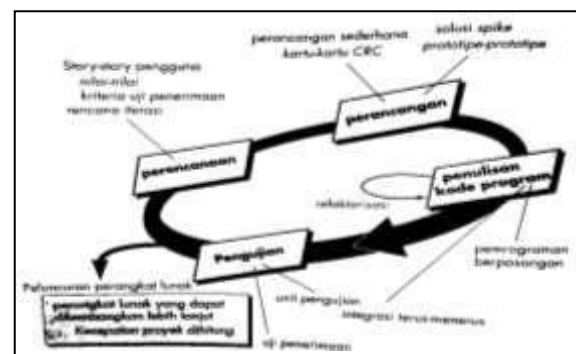 perancangan sederhana
kartu-kartu CRC
solusi spike
prototipe-prototipe
Story-story pengguna
nilai-nilai
kriteria uji penerimaan
rencana iterasi
perancangan
perencanaan
penulisan
kode program
refaktorisasi
Pengujian
pemrograman
berpasangan
Peluncuran perangkat lunak
perangkat lunak yang dapat
dikembangkan lebih lanjut
Kecepatan proyek dihitung
unit pengujian
integrasi terus-menerus
uji penerimaan